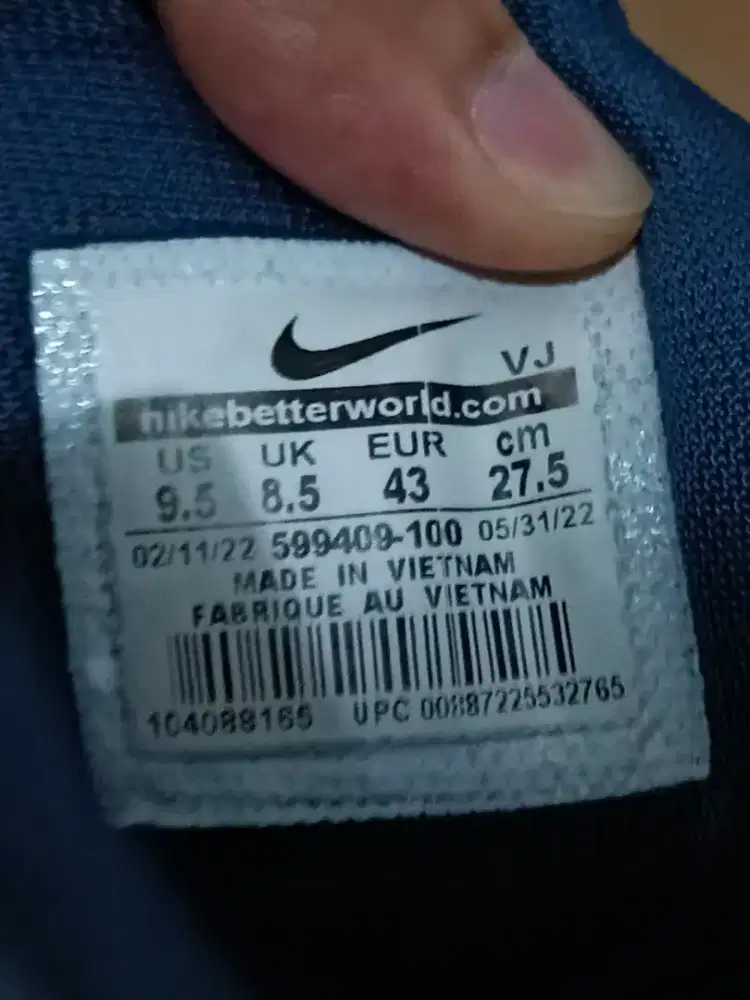 VJ
nikebetterworld.com
US UK EUR cm
9.5 8.5 43 27.5
02/11/22 599409-100 05/31/22
MADE IN VIETNAM
FABRIQUE AU VIETNAM
104088165 UPC 00887225532765